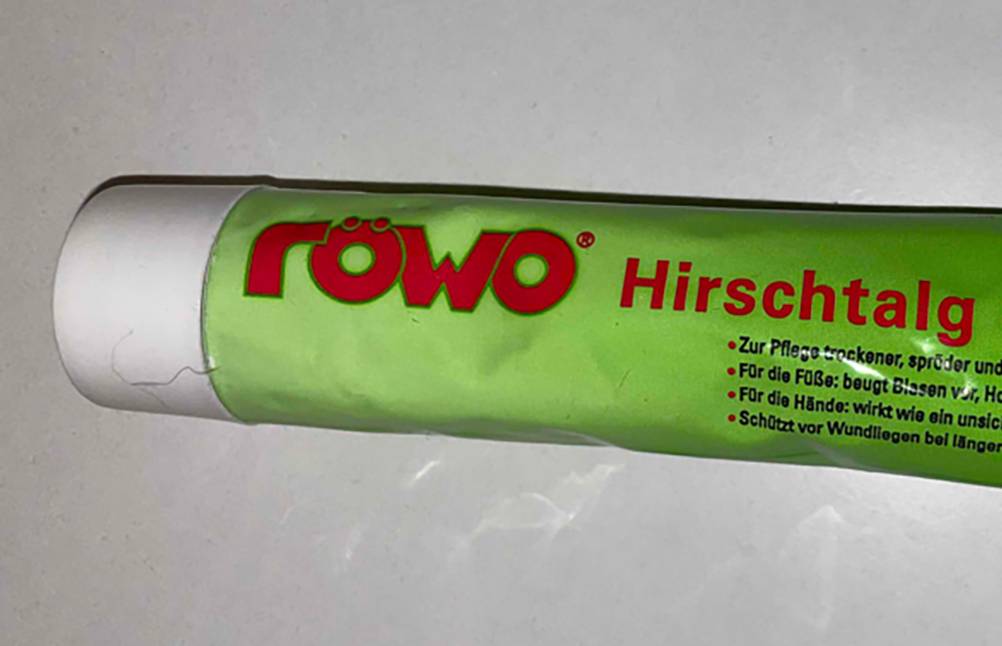 röwo®
Hirschtalg
• Zur Pflege trockener, spröder und
• Für die Füße: beugt Blasen vor,
• Für die Hände: wirkt wie ein
• Schützt vor Wundliegen bei